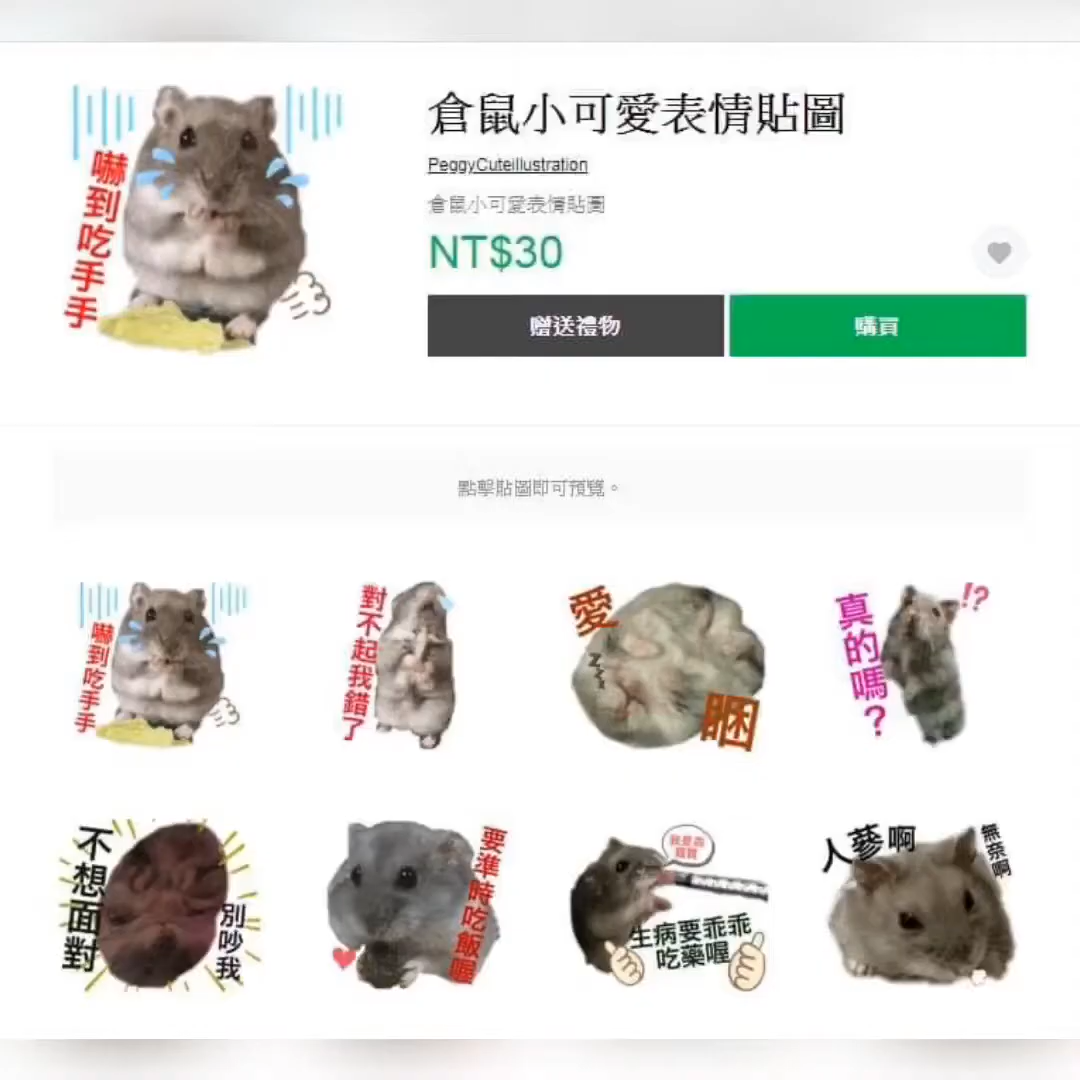 倉鼠小可愛表情貼圖
PeggyCuteillustration
倉鼠小可愛表情貼圖
NT$30
贈送禮物
購買
嚇到吃手手
點擊貼圖即可預覽。
嚇到吃手手
對不起我錯了
愛
zzz
睏
真的嗎？
!?
不想面對
別吵我
要準時吃飯喔
生病要乖乖
吃藥喔
人蔘啊
無奈啊